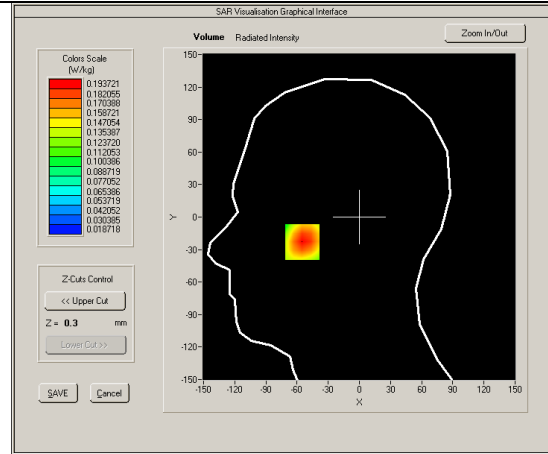 SAR Visualisation Graphical Interface
Volume Radiated Intensity
Zoom In/Out
Colors Scale
(W/kg)
0.193721
0.182055
0.170388
0.158721
0.147054
0.135387
0.123720
0.112053
0.100386
0.088719
0.077052
0.065386
0.053719
0.042052
0.030385
0.018718
Z-Cuts Control
<< Upper Cut
Z = 0.3 mm
Lower Cut >>
SAVE Cancel
150
120
90
60
30
0
-30
-60
-90
-120
-150
Y
-150 -120 -90 -60 -30 0 30 60 90 120 150
X